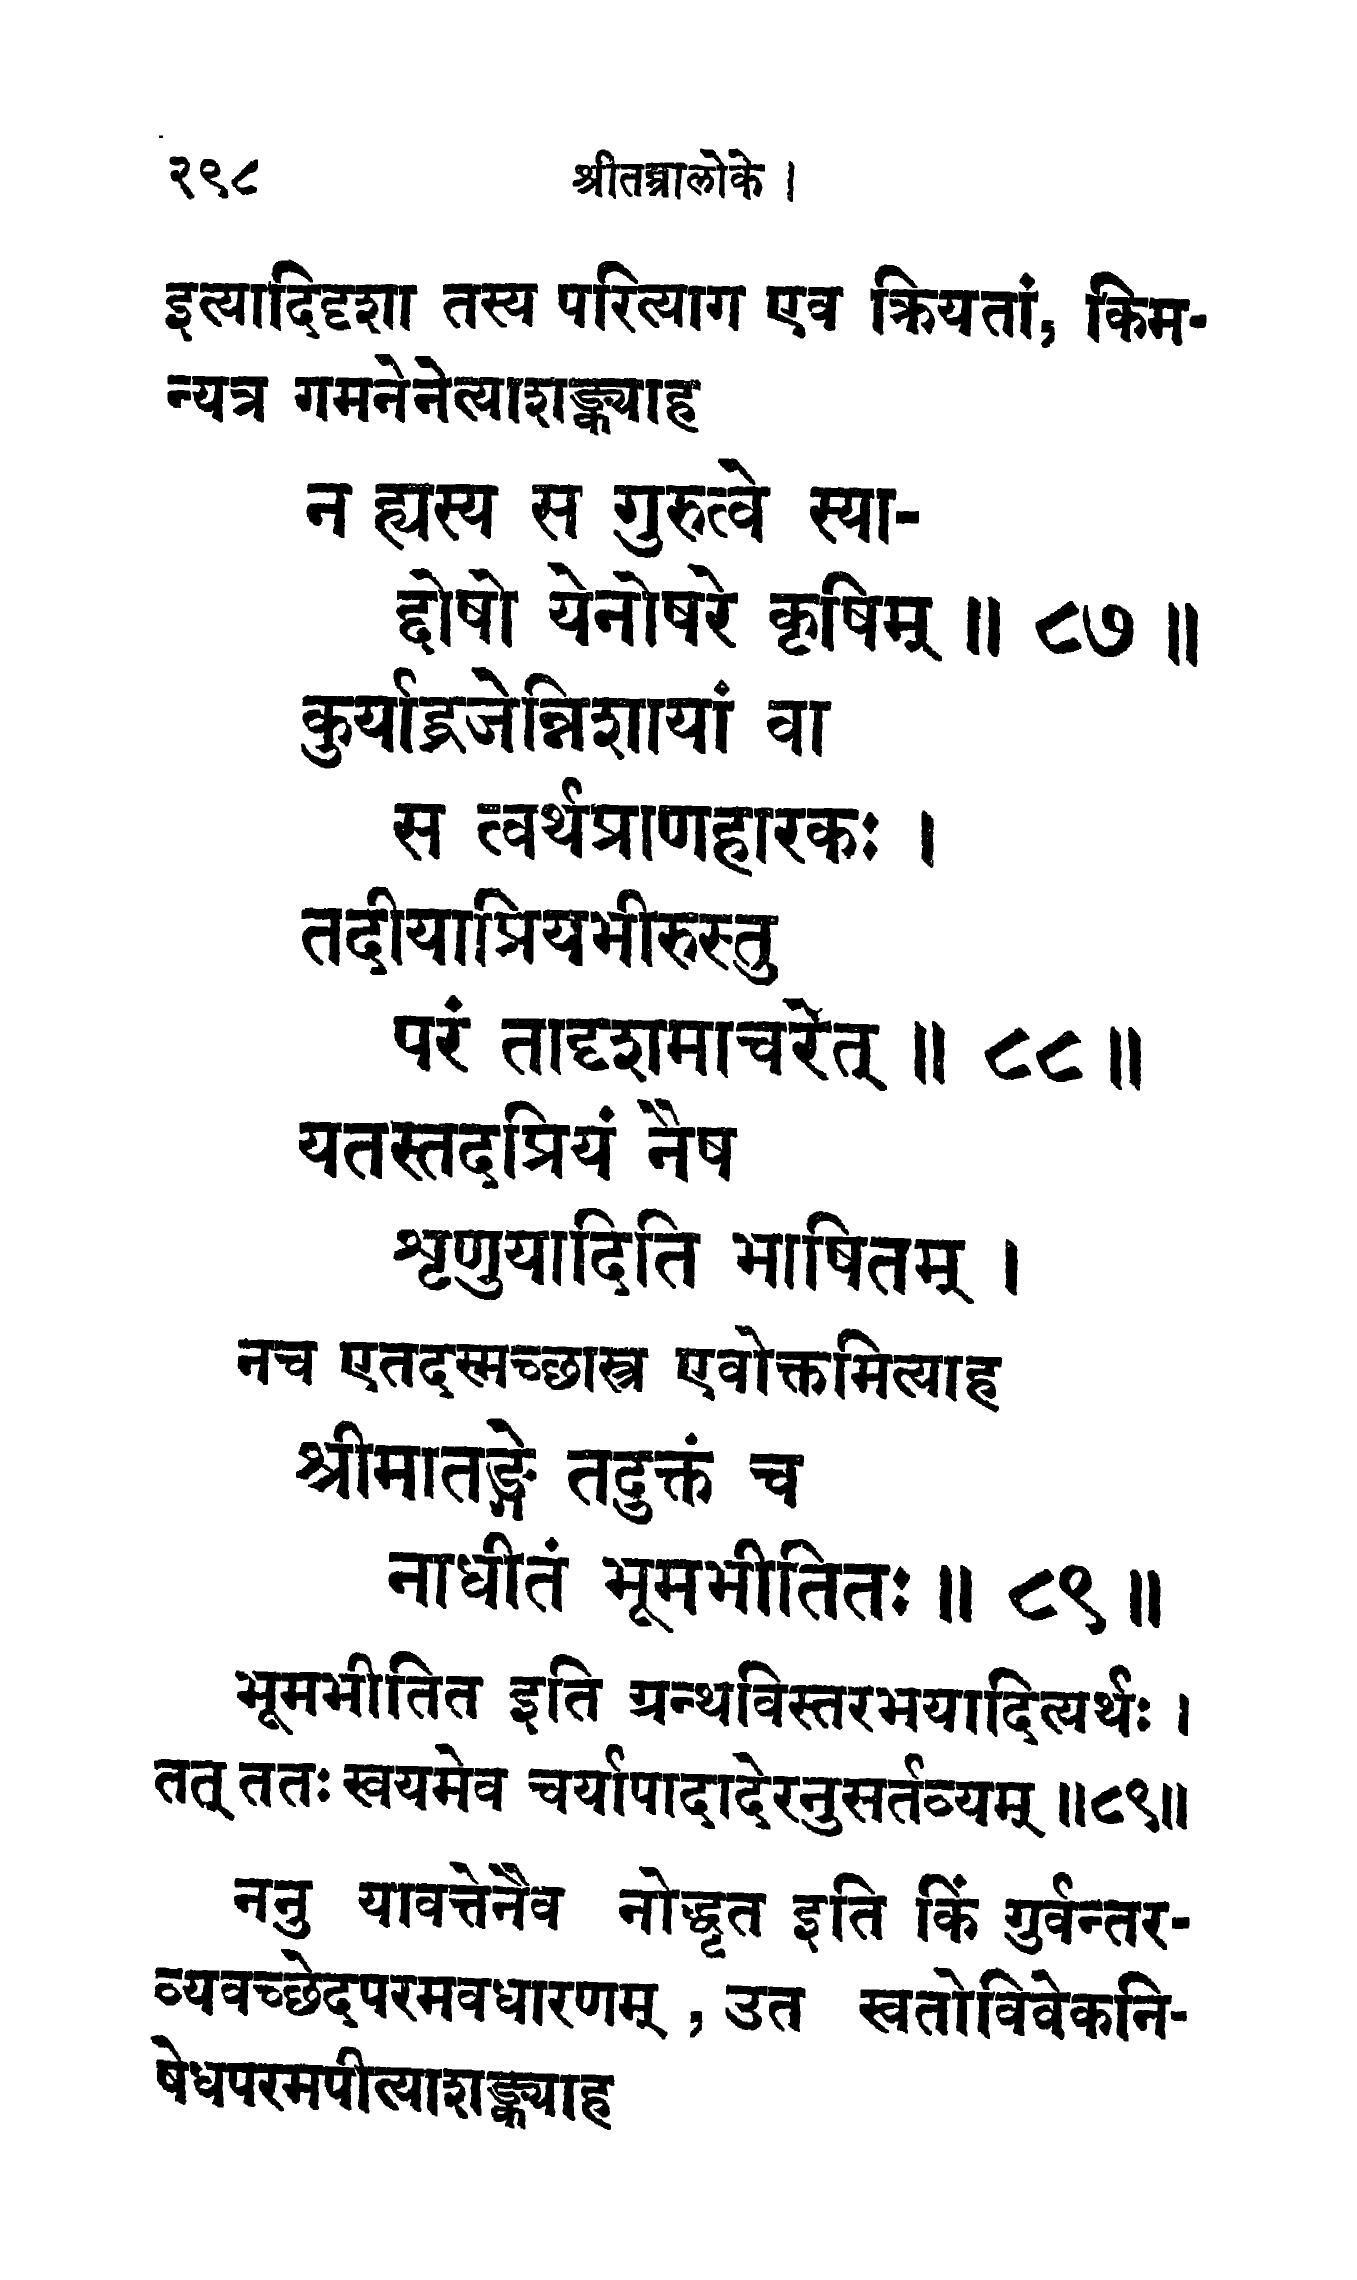 २९८ श्रीतन्त्रालोके ।
इत्यादिदृशा तस्य परित्याग एव क्रियतां, किम-
न्यत्र गमनेनेत्याशङ्क्याह
न ह्यस्य स गुरुत्वे स्या-
द्दोषो येनोषरे कृषिम् ॥ ८७ ॥
कुर्याद्व्रजेन्निशायां वा
स त्वर्थप्राणहारकः ।
तदीयाप्रियभीरुस्तु
परं तादृशमाचरेत् ॥ ८८ ॥
यतस्तदप्रियं नैष
शृणुयादिति भाषितम् ।
नच एतदस्मच्छास्त्र एवोक्तमित्याह
श्रीमातङ्गे तदुक्तं च
नाधीतं भूमभीतितः ॥ ८९ ॥
भूमभीतित इति ग्रन्थविस्तरभयादित्यर्थः ।
तत् ततः स्वयमेव चर्यापादादेरनुसर्तव्यम् ॥८९॥
ननु यावत्तेनैव नोद्धृत इति किं गुर्वन्तर-
व्यवच्छेदपरमवधारणम् , उत स्वतोविवेकनि-
षेधपरमपीत्याशङ्क्याह